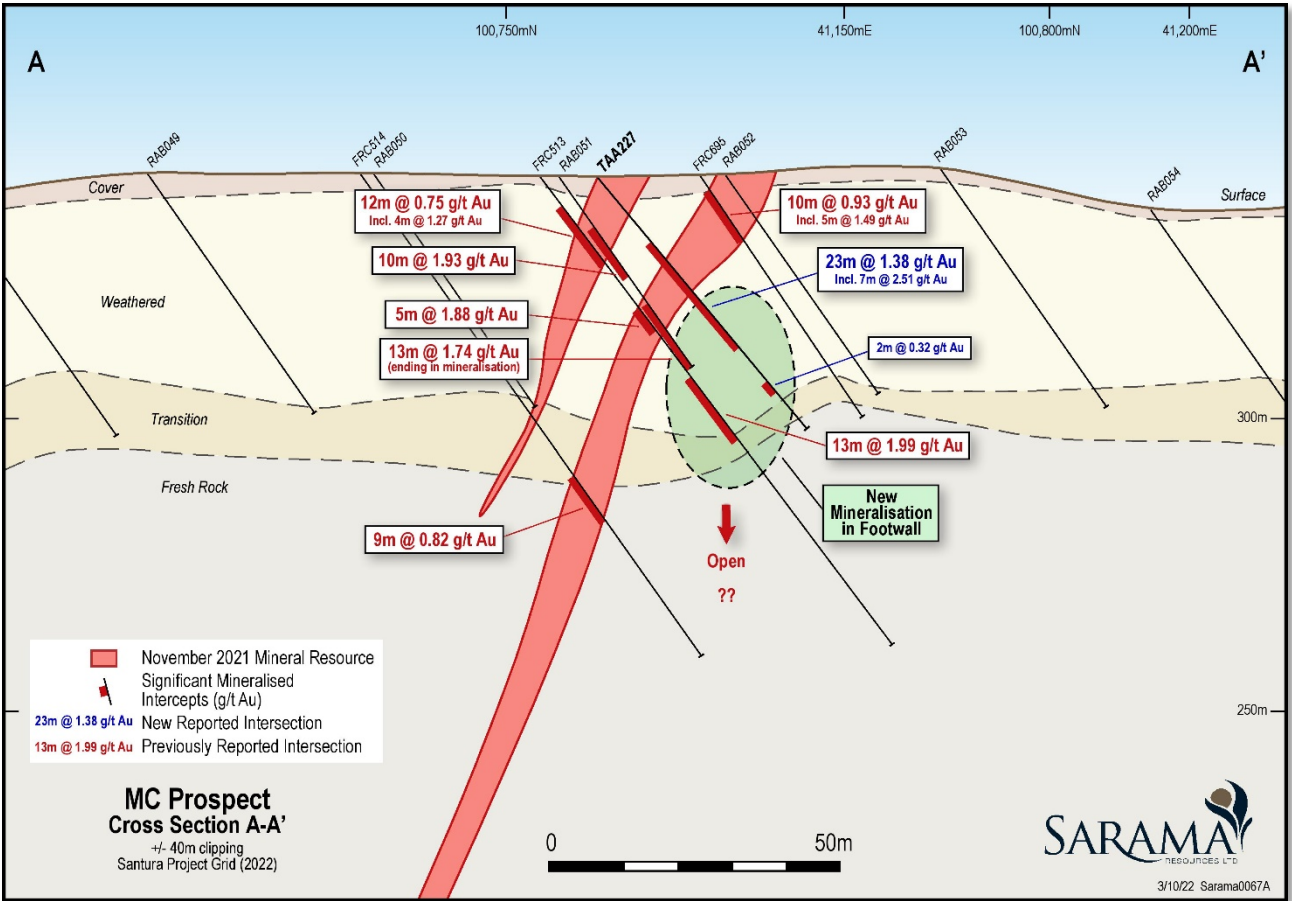 100,750mN
41,150mE
100,800mN
41,200mE
A
A'
RAB049
FRC514
RAB050
FRC513
RAB051
TAA227
FRC695
RAB052
RAB053
RAB054
Cover
Surface
12m @ 0.75 g/t Au
Incl. 4m @ 1.27 g/t Au
10m @ 0.93 g/t Au
Incl. 5m @ 1.49 g/t Au
10m @ 1.93 g/t Au
23m @ 1.38 g/t Au
Incl. 7m @ 2.51 g/t Au
Weathered
5m @ 1.88 g/t Au
13m @ 1.74 g/t Au
(ending in mineralisation)
2m @ 0.32 g/t Au
Transition
300m
13m @ 1.99 g/t Au
Fresh Rock
New
Mineralisation
in Footwall
9m @ 0.82 g/t Au
Open
??
November 2021 Mineral Resource
Significant Mineralised
Intercepts (g/t Au)
23m @ 1.38 g/t Au New Reported Intersection
13m @ 1.99 g/t Au Previously Reported Intersection
250m
MC Prospect
Cross Section A-A'
+/- 40m clipping
Santura Project Grid (2022)
0
50m
SARAMA
RESOURCES LTD
3/10/22 Sarama0067A